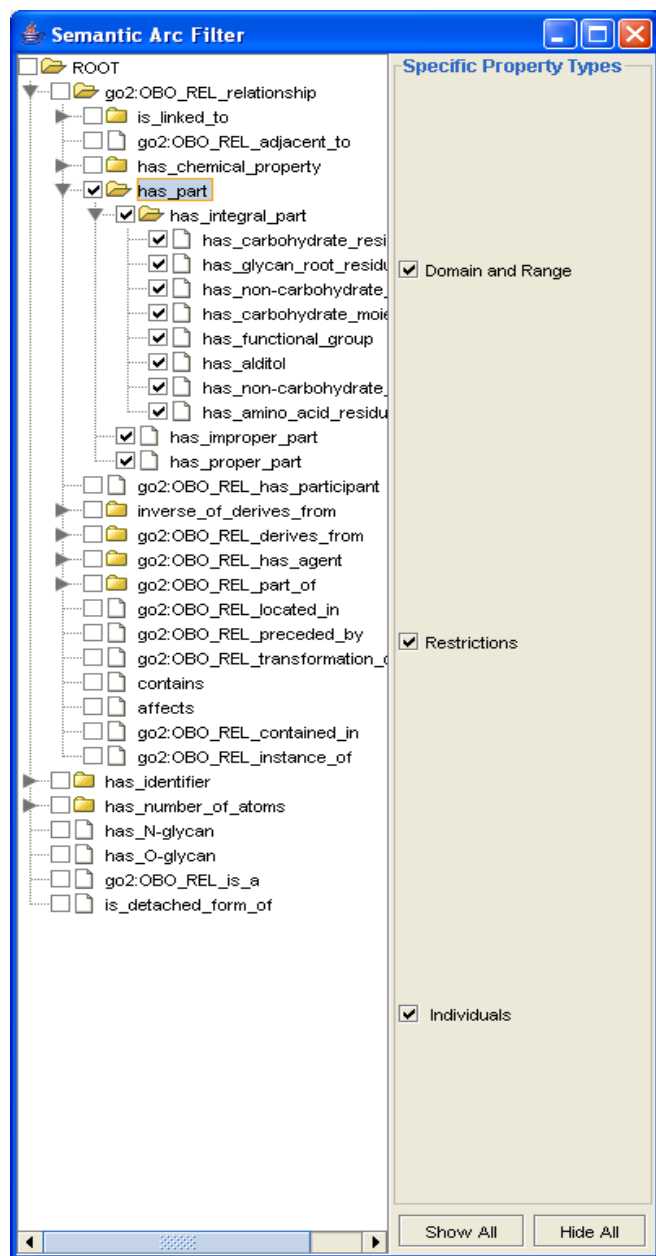 Semantic Arc Filter
ROOT
go2:OBO_REL_relationship
is_linked_to
go2:OBO_REL_adjacent_to
has_chemical_property
has_part
has_integral_part
has_carbohydrate_resi
has_glycan_root_residu
has_non-carbohydrate_
has_carbohydrate_moie
has_functional_group
has_alditol
has_non-carbohydrate_
has_amino_acid_residu
has_improper_part
has_proper_part
go2:OBO_REL_has_participant
inverse_of_derives_from
go2:OBO_REL_derives_from
go2:OBO_REL_has_agent
go2:OBO_REL_part_of
go2:OBO_REL_located_in
go2:OBO_REL_preceded_by
go2:OBO_REL_transformation_o
contains
affects
go2:OBO_REL_contained_in
go2:OBO_REL_instance_of
has_identifier
has_number_of_atoms
has_N-glycan
has_O-glycan
go2:OBO_REL_is_a
is_detached_form_of
Specific Property Types
Domain and Range
Restrictions
Individuals
Show All Hide All